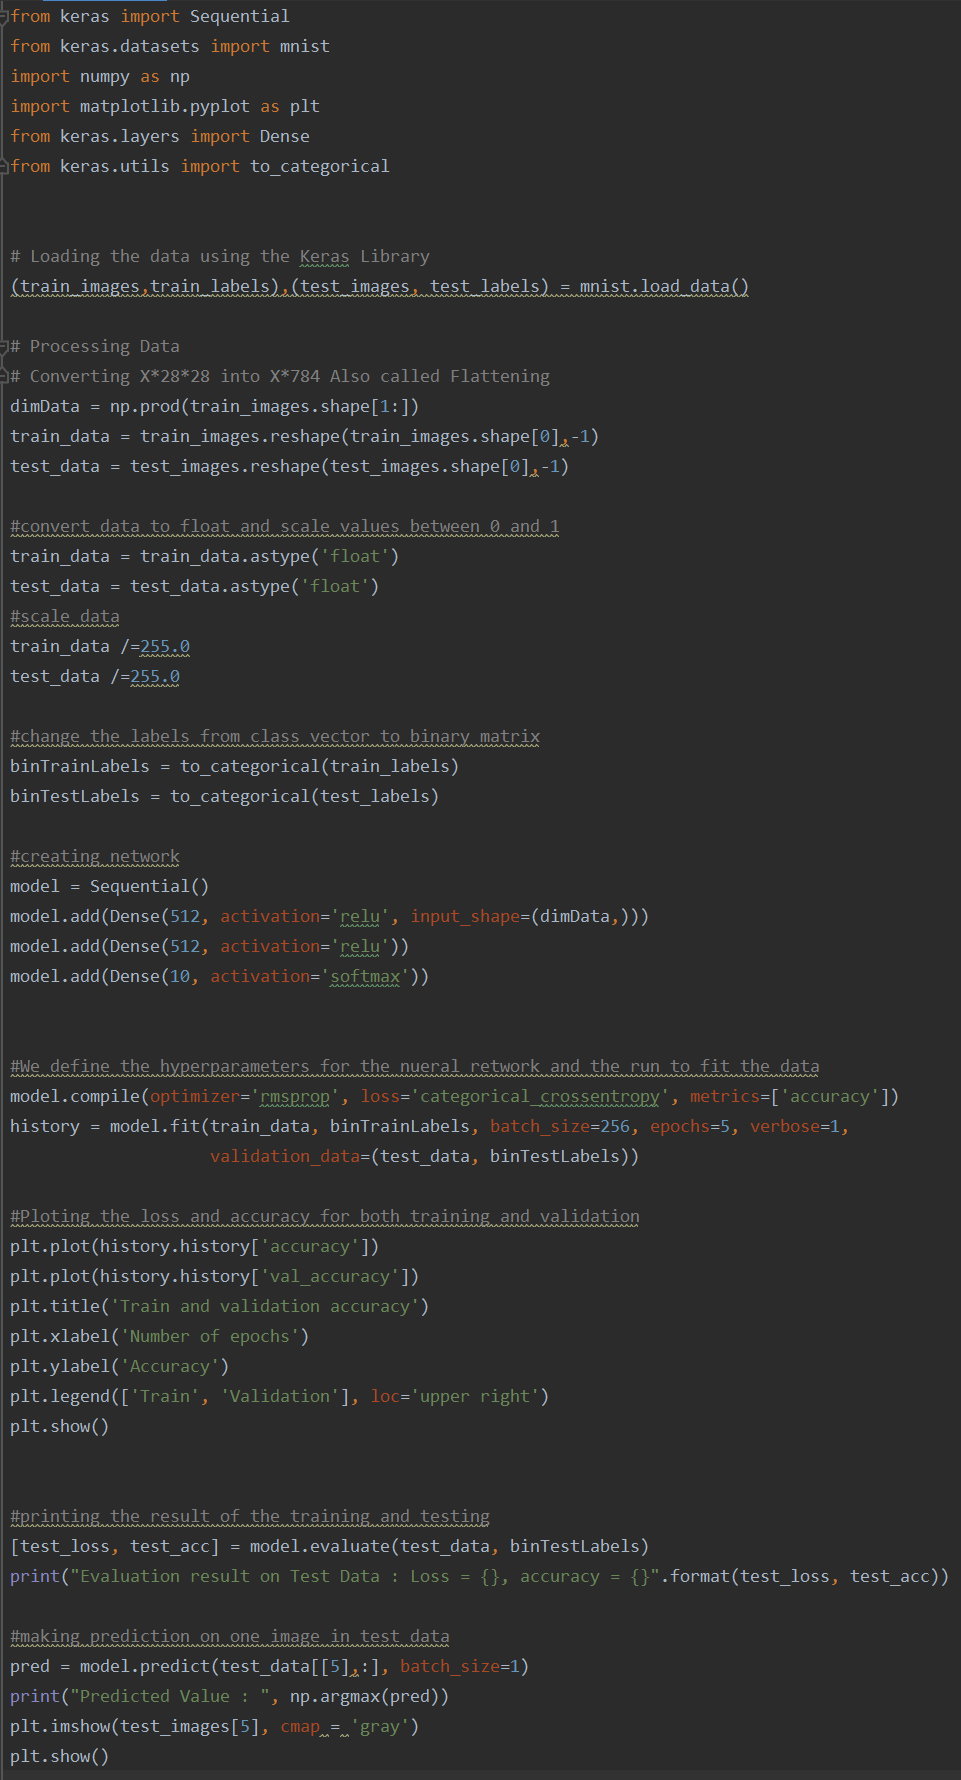 from keras import Sequential
from keras.datasets import mnist
import numpy as np
import matplotlib.pyplot as plt
from keras.layers import Dense
from keras.utils import to_categorical
# Loading the data using the Keras Library
(train_images,train_labels),(test_images, test_labels) = mnist.load_data()
# Processing Data
# Converting X*28*28 into X*784 Also called Flattening
dimData = np.prod(train_images.shape[1:])
train_data = train_images.reshape(train_images.shape[0],-1)
test_data = test_images.reshape(test_images.shape[0],-1)
#convert data to float and scale values between 0 and 1
train_data = train_data.astype('float')
test_data = test_data.astype('float')
#scale data
train_data /=255.0
test_data /=255.0
#change the labels from class vector to binary matrix
binTrainLabels = to_categorical(train_labels)
binTestLabels = to_categorical(test_labels)
#creating network
model = Sequential()
model.add(Dense(512, activation='relu', input_shape=(dimData,)))
model.add(Dense(512, activation='relu'))
model.add(Dense(10, activation='softmax'))
#We define the hyperparameters for the nueral retwork and the run to fit the data
model.compile(optimizer='rmsprop', loss='categorical_crossentropy', metrics=['accuracy'])
history = model.fit(train_data, binTrainLabels, batch_size=256, epochs=5, verbose=1,
validation_data=(test_data, binTestLabels))
#Ploting the loss and accuracy for both training and validation
plt.plot(history.history['accuracy'])
plt.plot(history.history['val_accuracy'])
plt.title('Train and validation accuracy')
plt.xlabel('Number of epochs')
plt.ylabel('Accuracy')
plt.legend(['Train', 'Validation'], loc='upper right')
plt.show()
#printing the result of the training and testing
[test_loss, test_acc] = model.evaluate(test_data, binTestLabels)
print("Evaluation result on Test Data : Loss = {}, accuracy = {}".format(test_loss, test_acc))
#making prediction on one image in test data
pred = model.predict(test_data[[5],:], batch_size=1)
print("Predicted Value : ", np.argmax(pred))
plt.imshow(test_images[5], cmap = 'gray')
plt.show()